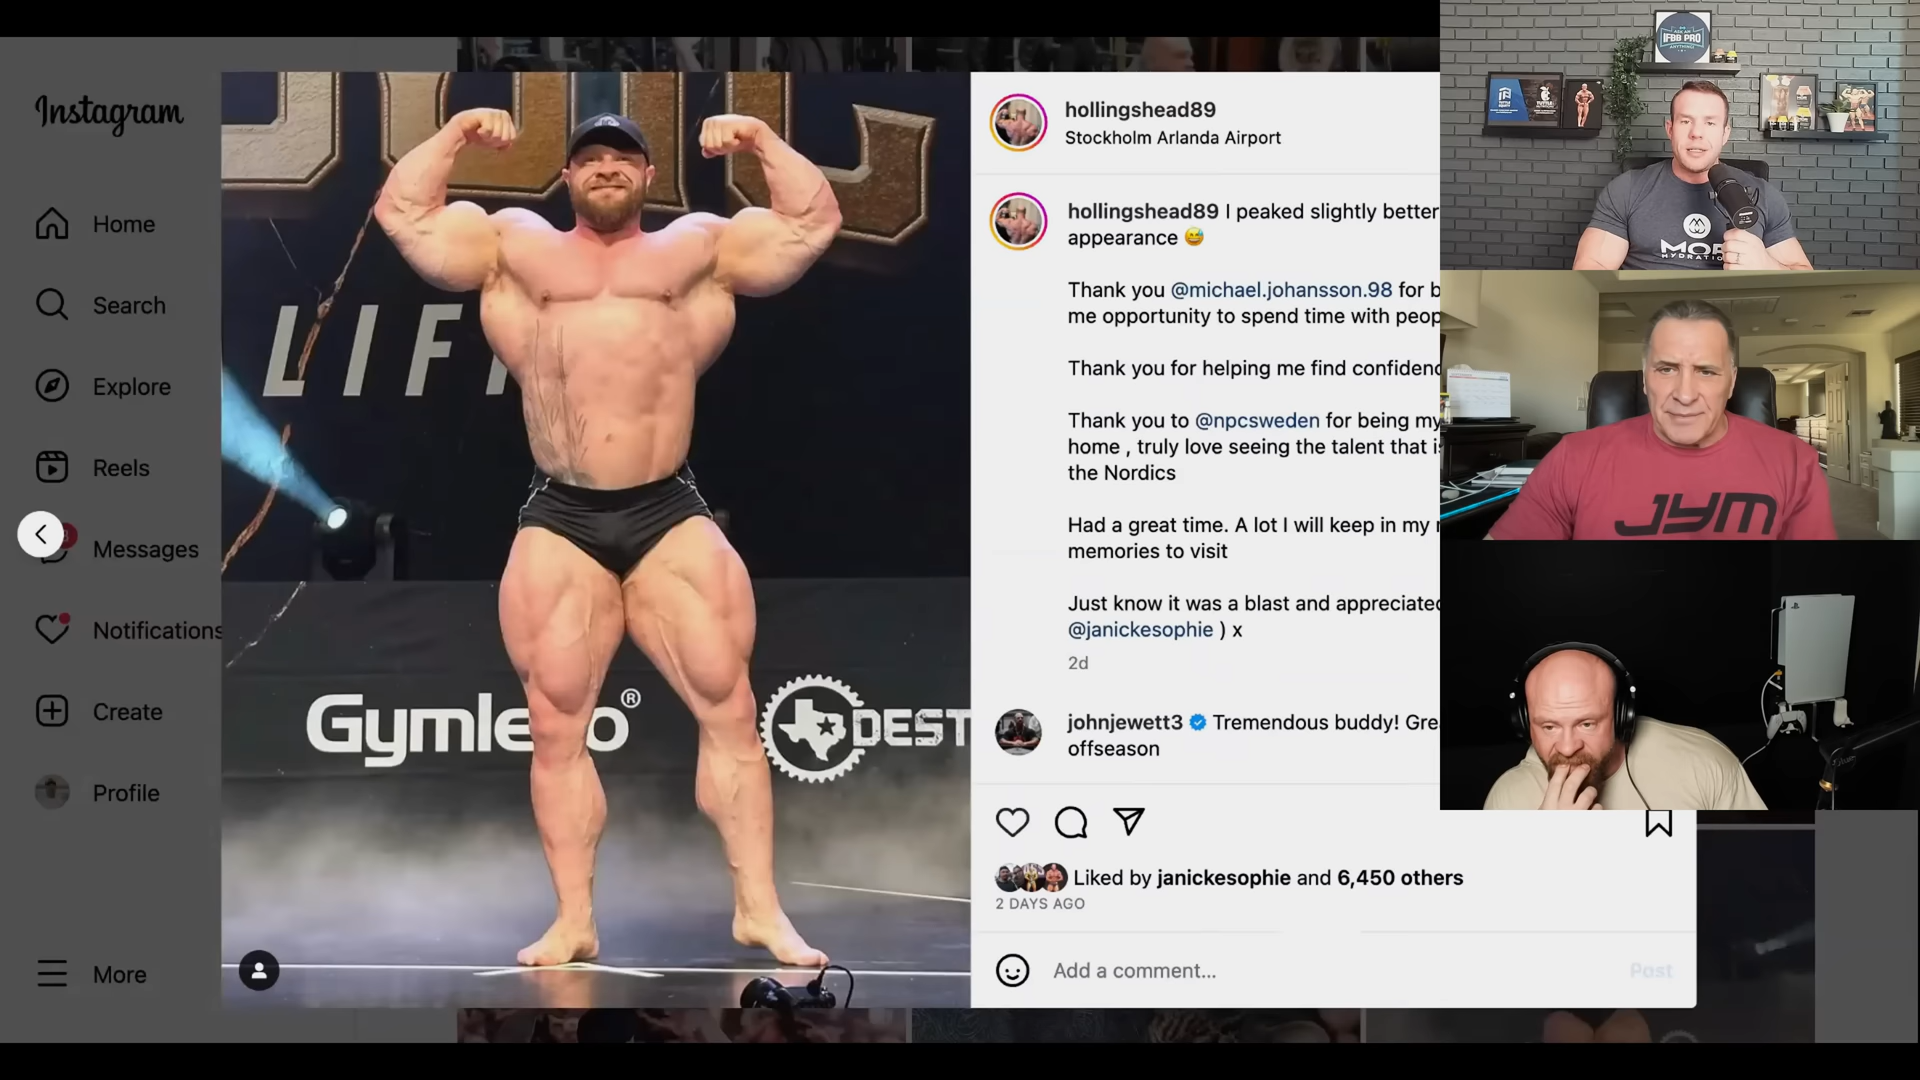 Instagram
Home
Search
Explore
Reels
Messages
Notifications
Create
Profile
More
LIF
Gymle o®
DEST
hollingshead89
Stockholm Arlanda Airport
hollingshead89 I peaked slightly better
appearance 😅
Thank you @michael.johansson.98 for b
me opportunity to spend time with peop
Thank you for helping me find confidenc
Thank you to @npcsweden for being my
home , truly love seeing the talent that i
the Nordics
Had a great time. A lot I will keep in my
memories to visit
Just know it was a blast and appreciated
@janickesophie ) x
2d
johnjewett3 Tremendous buddy! Gre
offseason
Liked by janickesophie and 6,450 others
2 DAYS AGO
Add a comment...
Post
ASK AN
IFBB PRO
ANYTHING!
MOR
HYDRATIO
JYM